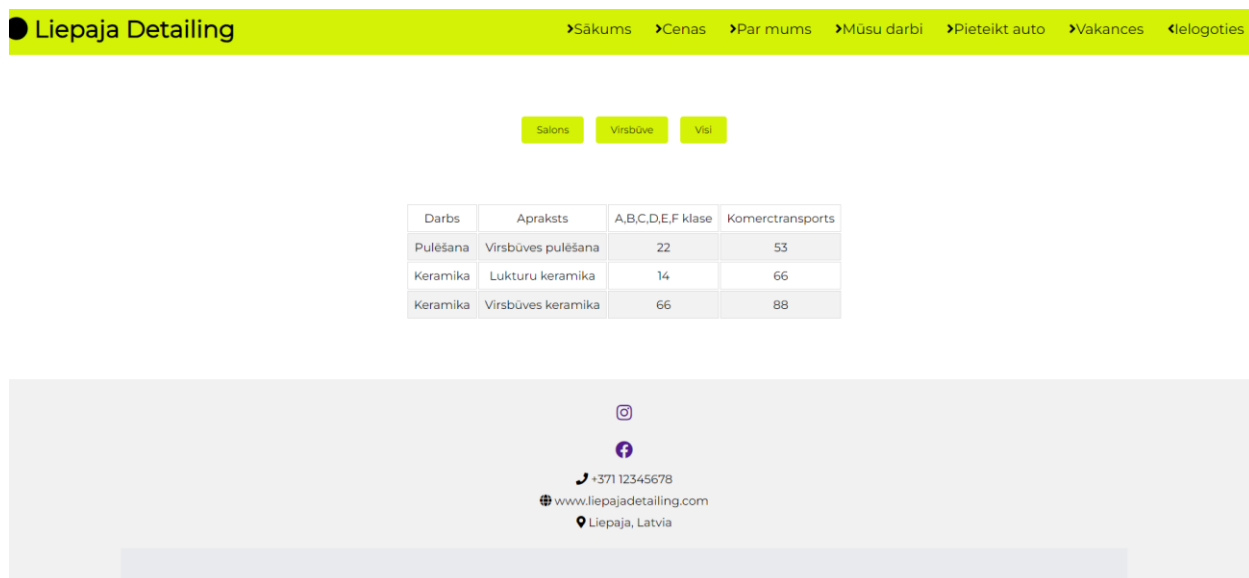 Liepaja Detailing
Sākums Cenas Par mums Mūsu darbi Pieteikt auto Vakances Ielogoties
Salons Virsbūve Visi
Darbs Apraksts A,B,C,D,E,F klase Komerctransports
Pulēšana Virsbūves pulēšana 22 53
Keramika Lukturu keramika 14 66
Keramika Virsbūves keramika 66 88
+371 12345678
www.liepajadetailing.com
Liepaja, Latvia